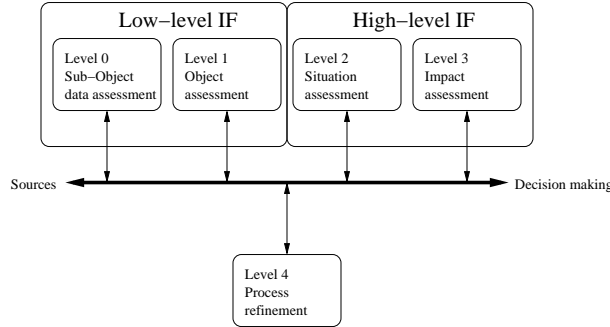 Low−level IF
High−level IF
Level 0
Sub−Object
data assessment
Level 1
Object
assessment
Level 2
Situation
assessment
Level 3
Impact
assessment
Sources
Decision making
Level 4
Process
refinement